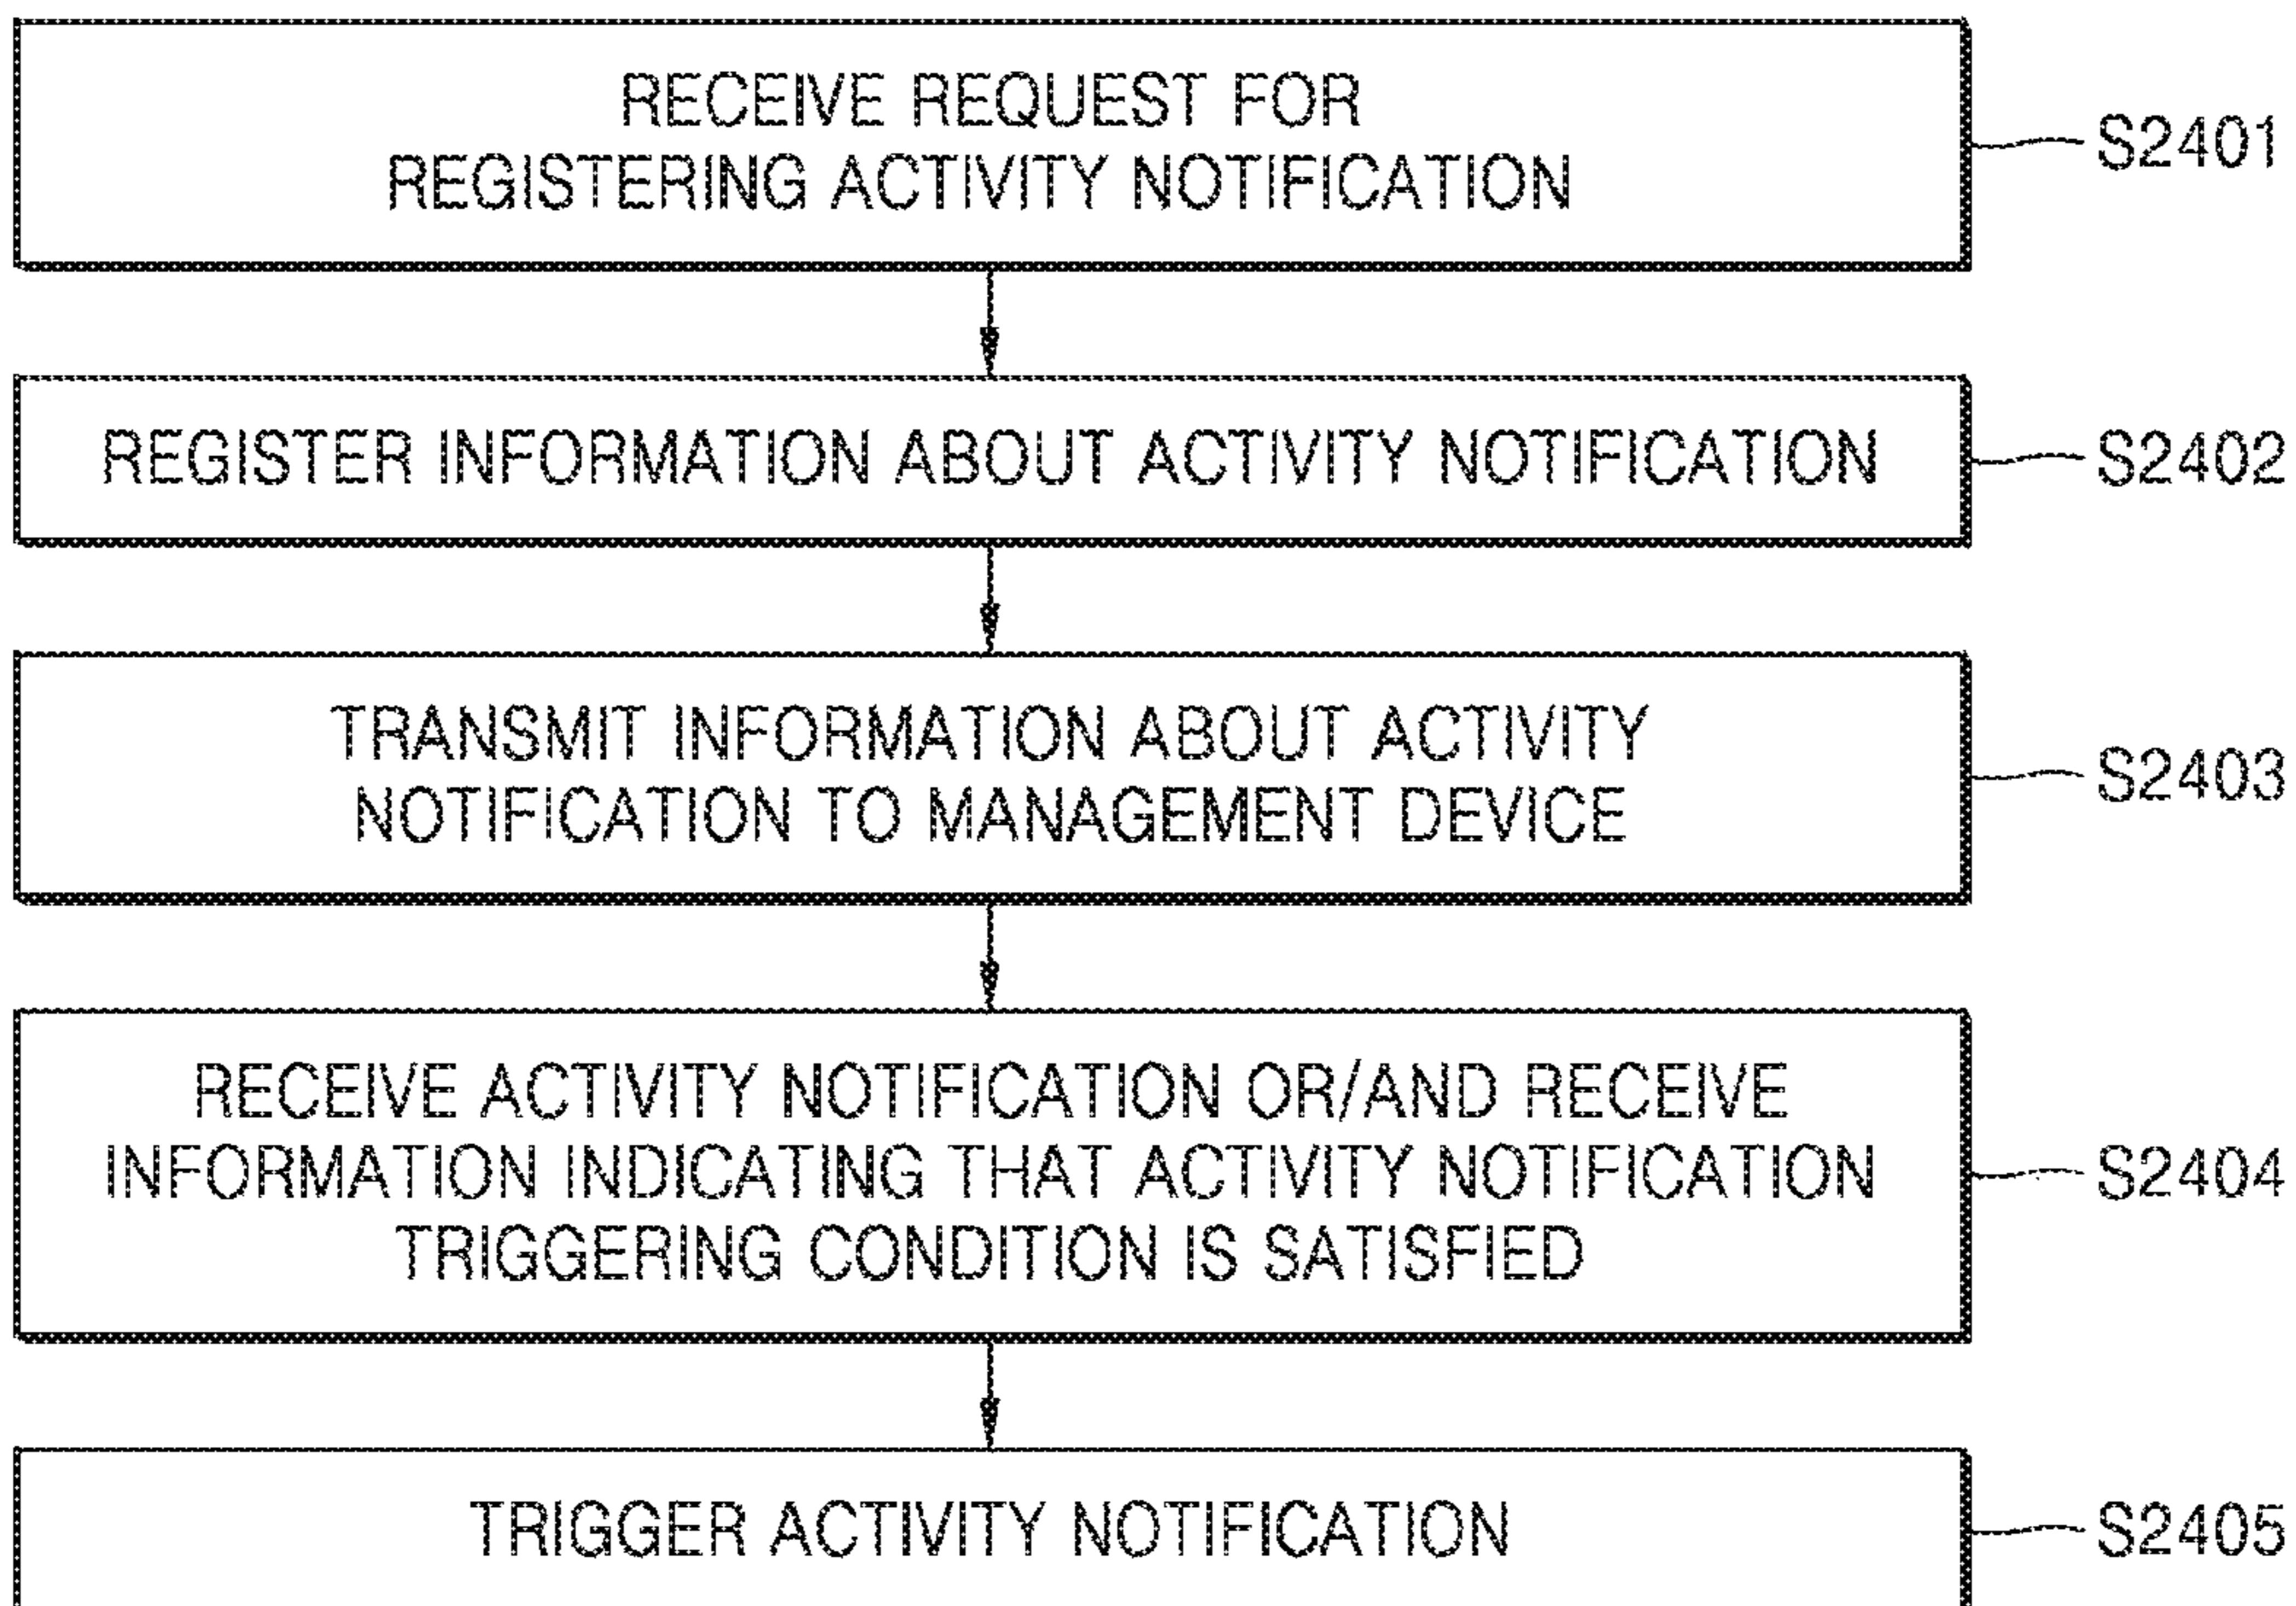 RECEIVE REQUEST FOR
REGISTERING ACTIVITY NOTIFICATION
S2401
REGISTER INFORMATION ABOUT ACTIVITY NOTIFICATION
S2402
TRANSMIT INFORMATION ABOUT ACTIVITY
NOTIFICATION TO MANAGEMENT DEVICE
S2403
RECEIVE ACTIVITY NOTIFICATION OR/AND RECEIVE
INFORMATION INDICATING THAT ACTIVITY NOTIFICATION
TRIGGERING CONDITION IS SATISFIED
S2404
TRIGGER ACTIVITY NOTIFICATION
S2405